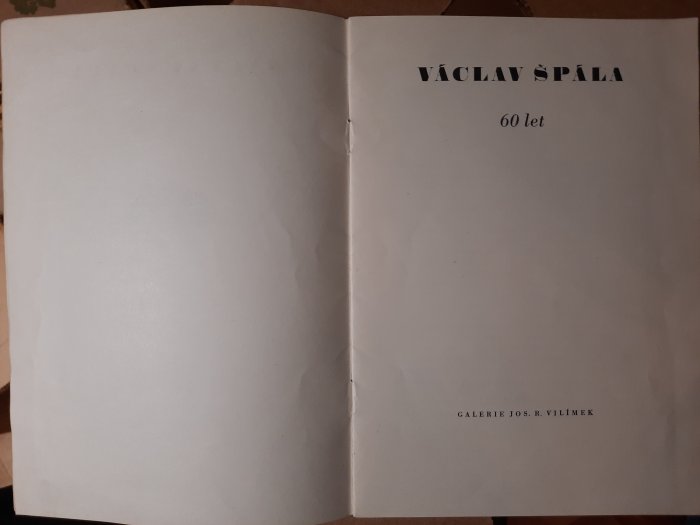 VÁCLAV ŠPÁLA
60 let
GALERIE JOS. R. VILÍMEK